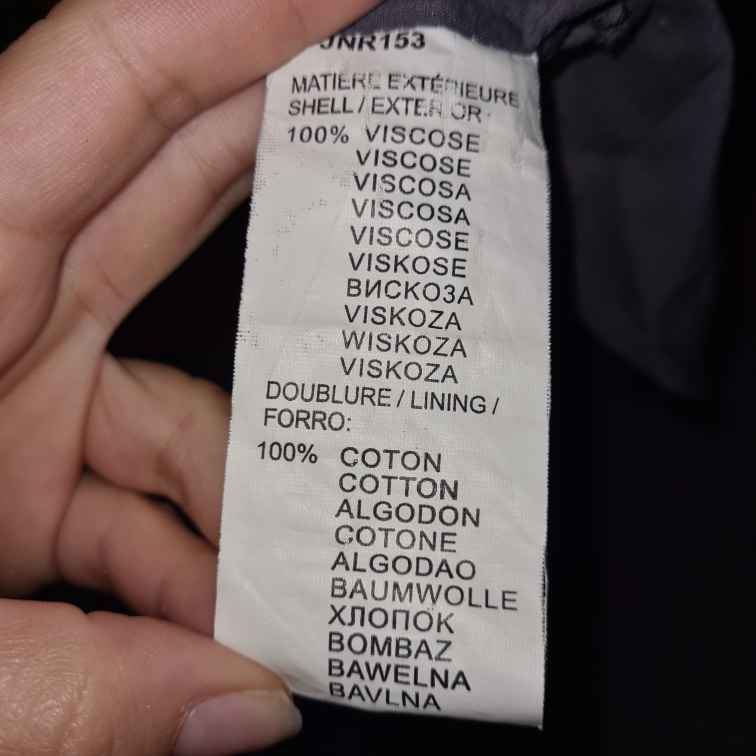 JNR153
MATIÈRE EXTÉRIEURE
SHELL / EXTERIOR
100% VISCOSE
VISCOSE
VISCOSA
VISCOSA
VISCOSE
VISKOSE
ВИСКОЗА
VISKOZA
WISKOZA
VISKOZA
DOUBLURE / LINING /
FORRO:
100% COTON
COTTON
ALGODON
COTONE
ALGODAO
BAUMWOLLE
ХЛОПОК
BOMBAZ
BAWELNA
BAVLNA